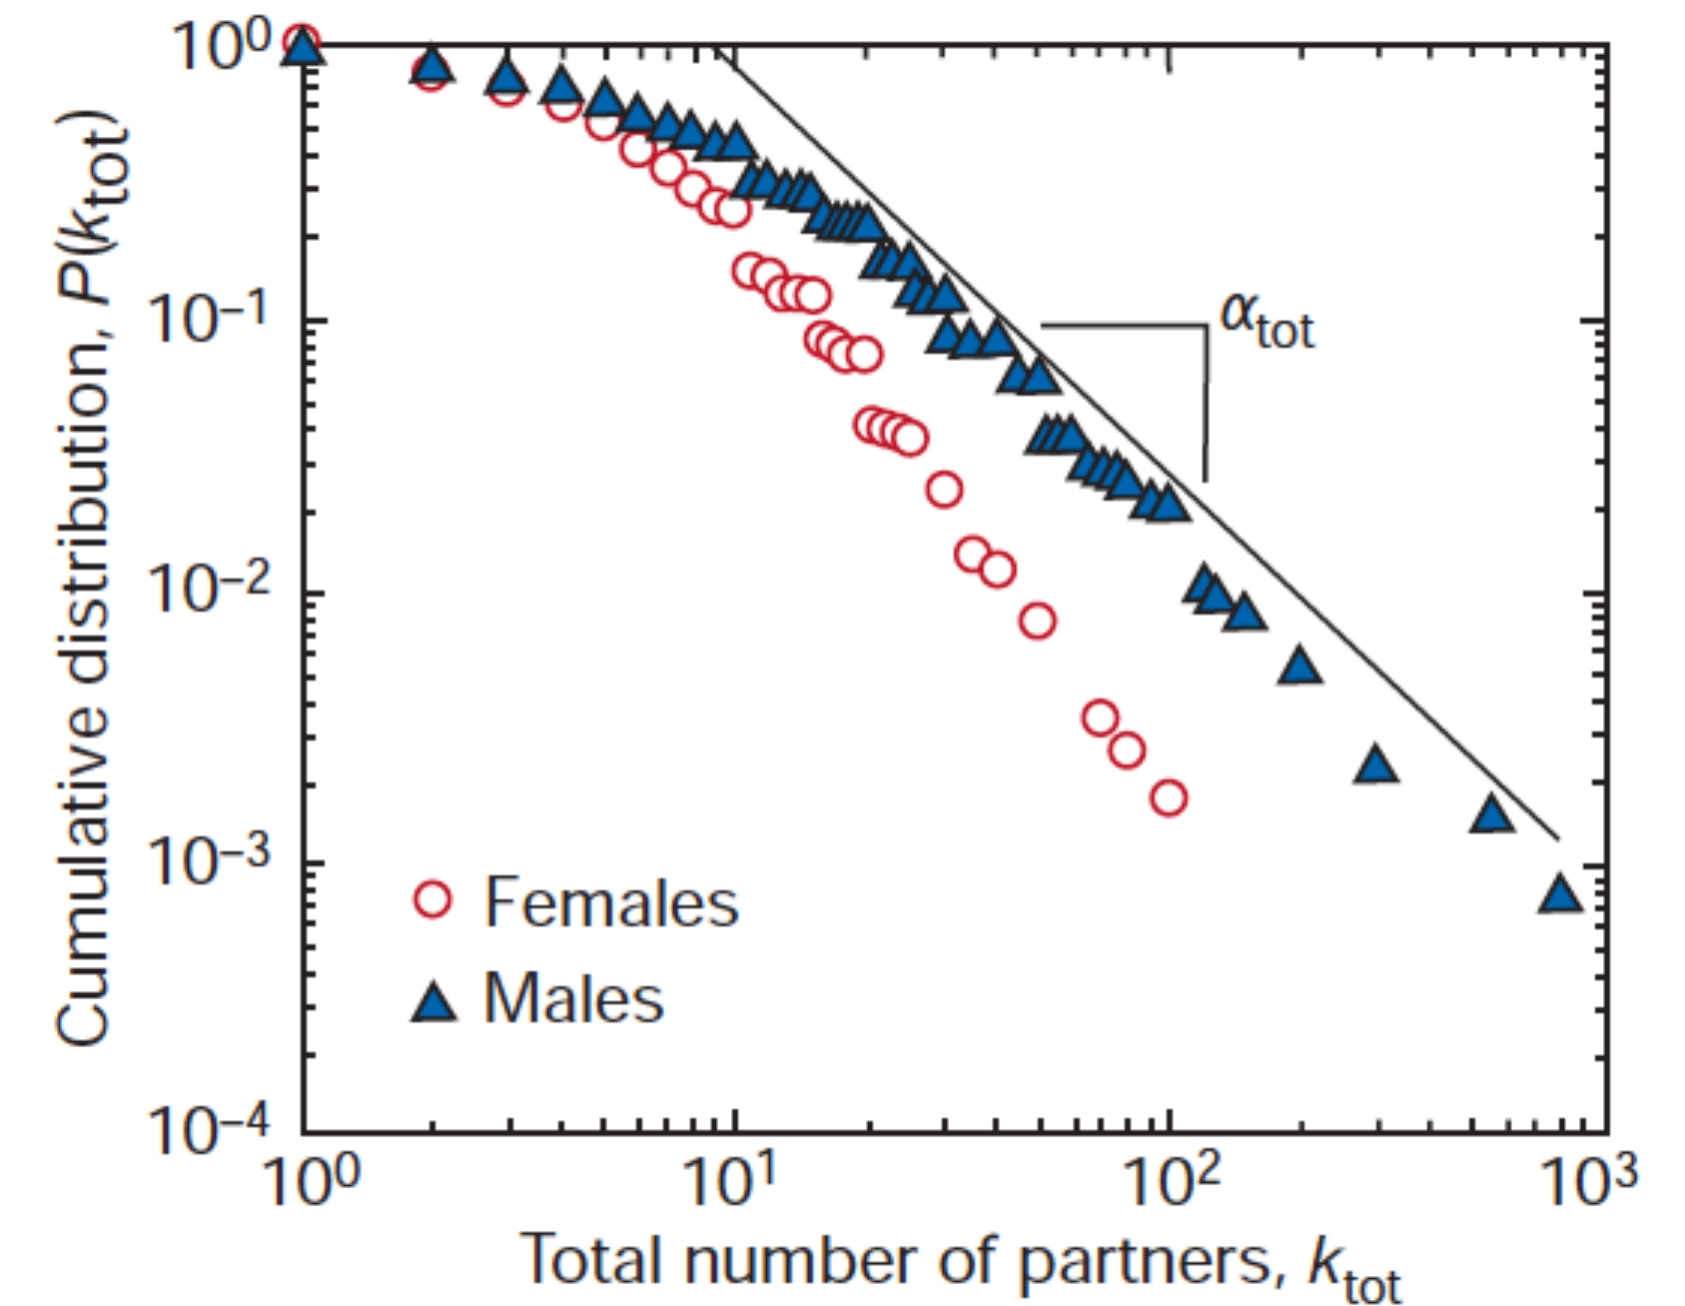 Cumulative distribution, P(k_tot)
10⁰
10⁻¹
10⁻²
10⁻³
10⁻⁴
α_tot
Females
Males
10⁰ 10¹ 10² 10³
Total number of partners, k_tot